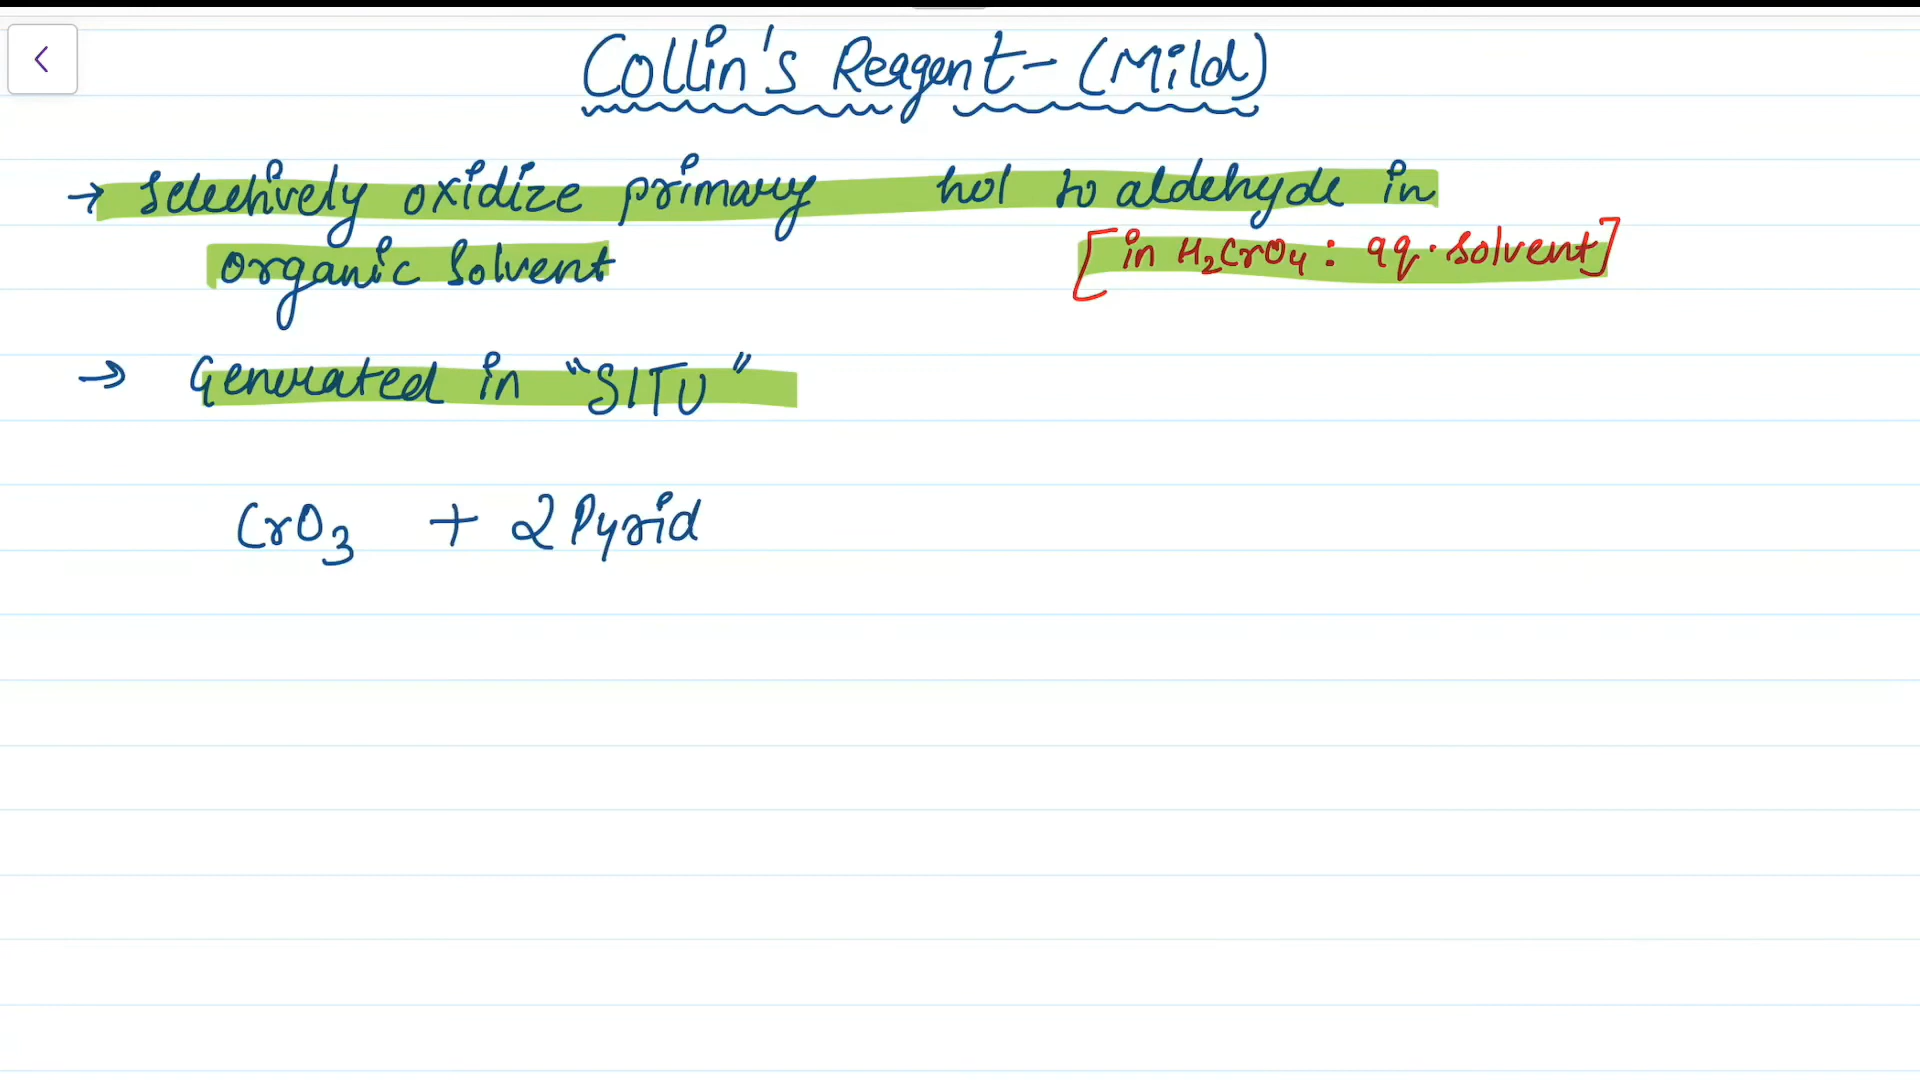 Collin's Reagent - (Mild)
→ Selectively oxidize primary hol to aldehyde in
organic solvent
[in H₂CrO₄ : aq. solvent]
→ Generated in "SITU"
CrO₃ + 2 Pyrid